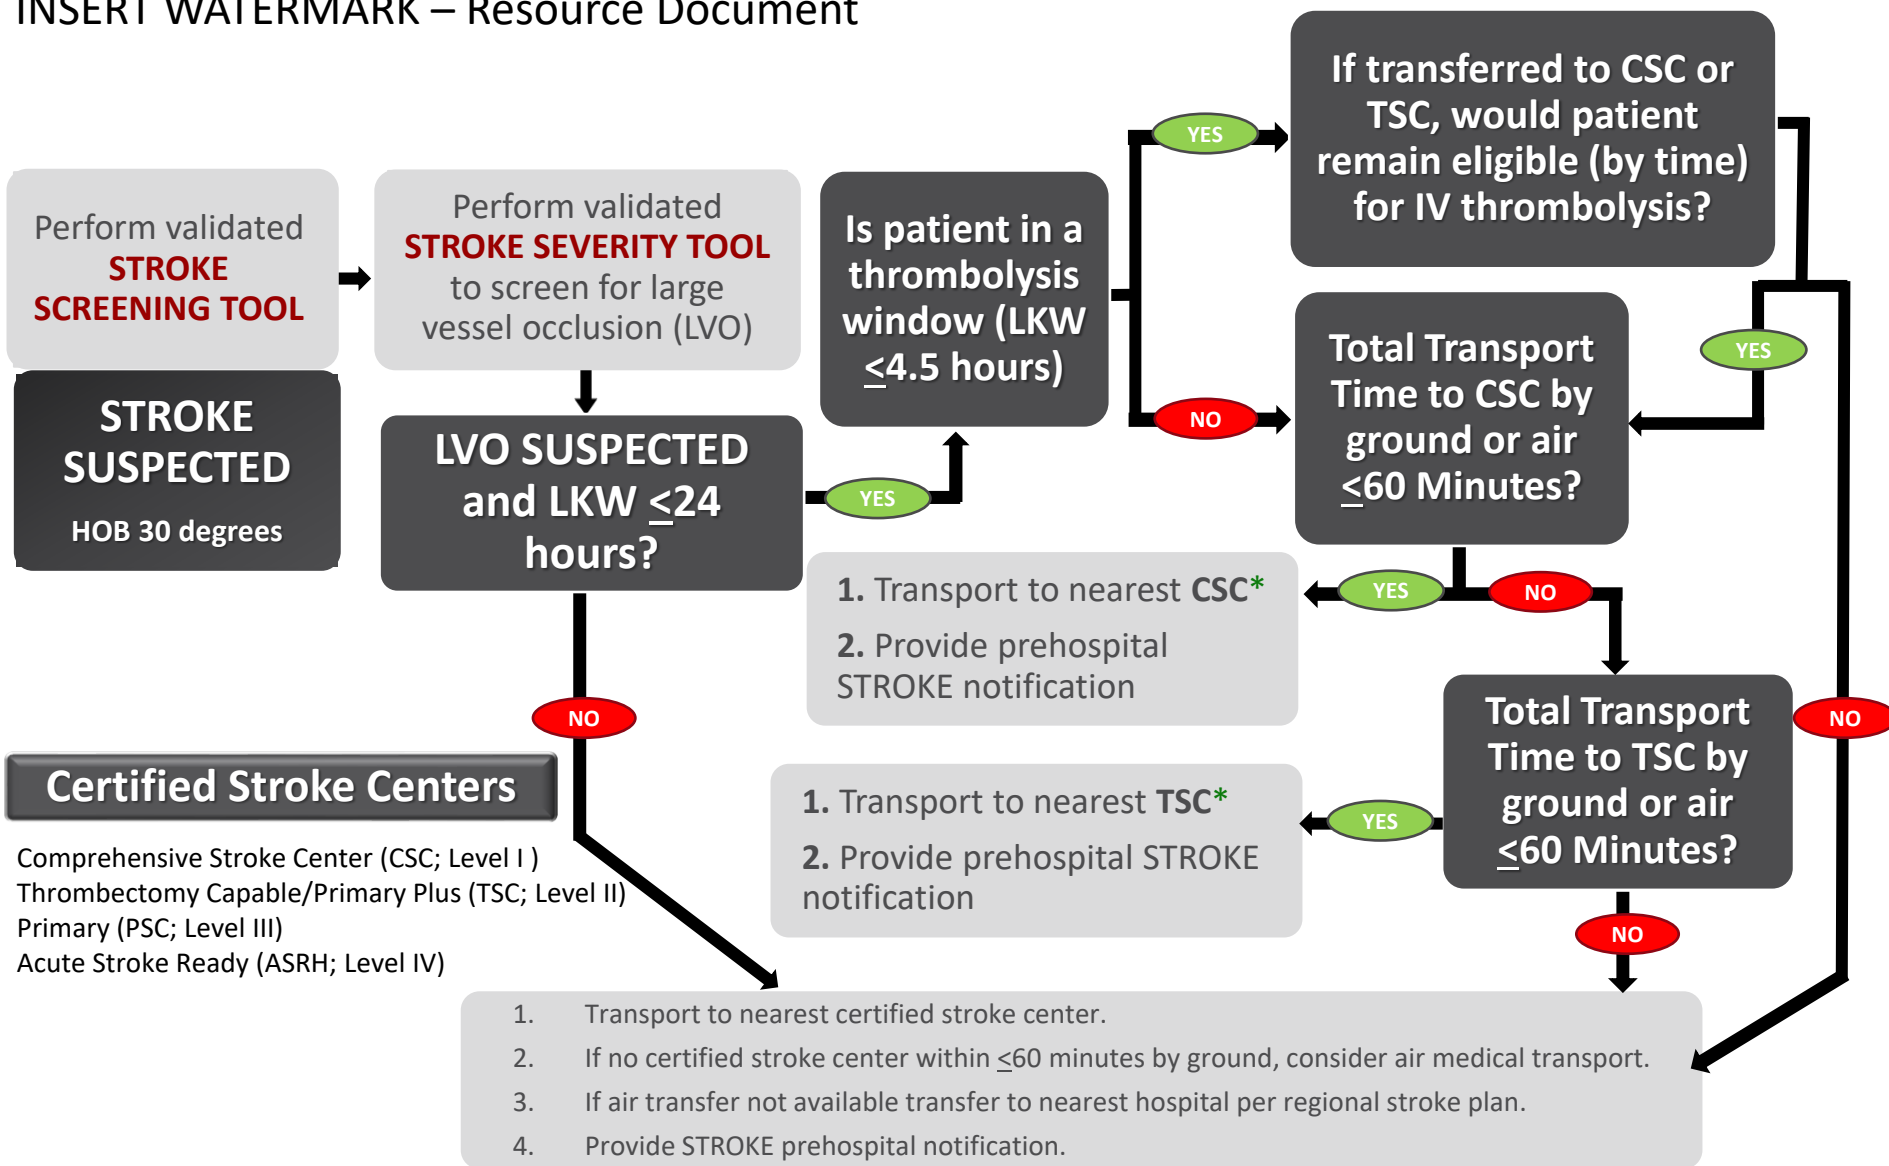 INSERT WATERMARK – Resource Document
Perform validated
STROKE
SCREENING TOOL
STROKE
SUSPECTED
HOB 30 degrees
Perform validated
STROKE SEVERITY TOOL
to screen for large
vessel occlusion (LVO)
LVO SUSPECTED
and LKW ≤24
hours?
YES
NO
Is patient in a
thrombolysis
window (LKW
≤4.5 hours)
YES
NO
If transferred to CSC or
TSC, would patient
remain eligible (by time)
for IV thrombolysis?
YES
NO
Total Transport
Time to CSC by
ground or air
≤60 Minutes?
YES
NO
1. Transport to nearest CSC*
2. Provide prehospital
STROKE notification
Total Transport
Time to TSC by
ground or air
≤60 Minutes?
YES
NO
1. Transport to nearest TSC*
2. Provide prehospital STROKE
notification
Certified Stroke Centers
Comprehensive Stroke Center (CSC; Level I )
Thrombectomy Capable/Primary Plus (TSC; Level II)
Primary (PSC; Level III)
Acute Stroke Ready (ASRH; Level IV)
1. Transport to nearest certified stroke center.
2. If no certified stroke center within ≤60 minutes by ground, consider air medical transport.
3. If air transfer not available transfer to nearest hospital per regional stroke plan.
4. Provide STROKE prehospital notification.